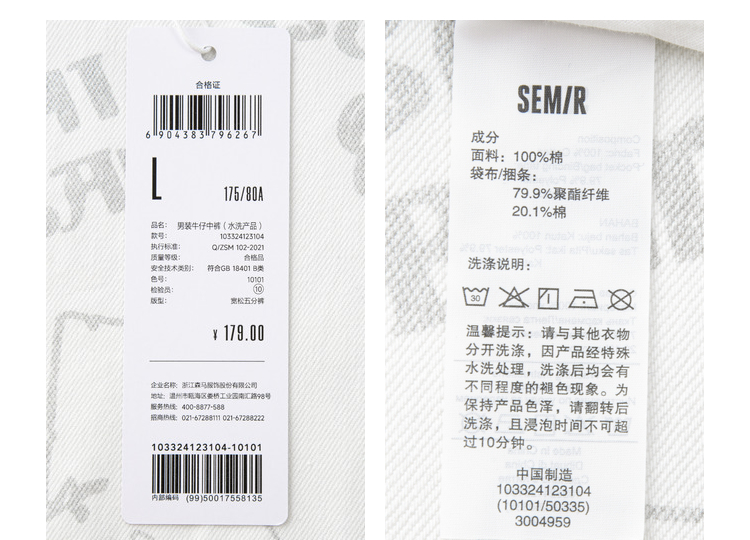 合格证
6 904383 796267
L
175/80A
品名： 男装牛仔中裤（水洗产品）
款号： 103324123104
执行标准： Q/ZSM 102-2021
质量等级： 合格品
安全技术类别： 符合GB 18401 B类
色号： 10101
检验员： 10
版型： 宽松五分裤
¥ 179.00
企业名称： 浙江森马服饰股份有限公司
地址： 温州市瓯海区娄桥工业园南汇路98号
服务热线： 400-8877-588
招商热线： 021-67288111 021-67288222
103324123104-10101
内部编码 (99)50017558135
SEM/R
成分
面料： 100%棉
袋布/捆条：
79.9%聚酯纤维
20.1%棉
洗涤说明：
30
温馨提示：请与其他衣物
分开洗涤，因产品经特殊
水洗处理，洗涤后均会有
不同程度的褪色现象。为
保持产品色泽，请翻转后
洗涤，且浸泡时间不可超
过10分钟。
中国制造
103324123104
(10101/50335)
3004959